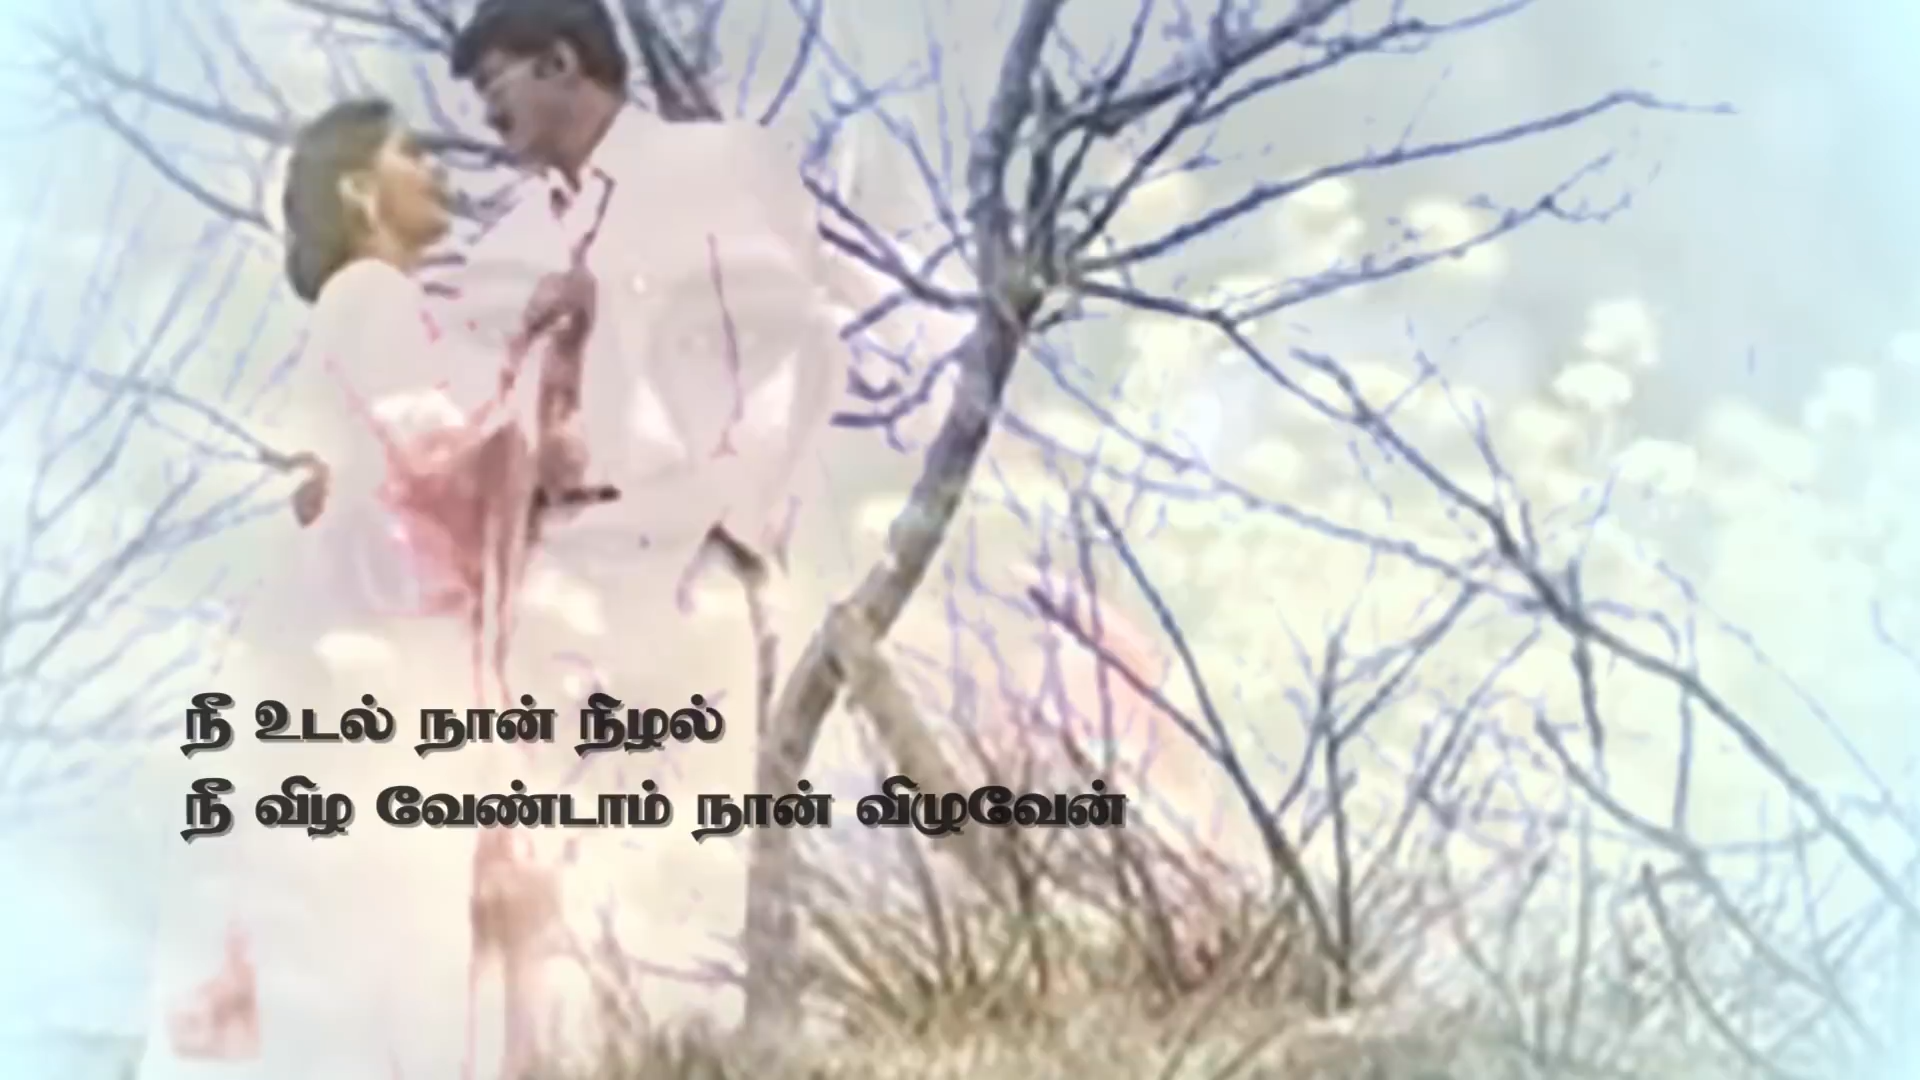 நீ உடல் நான் நிழல்
நீ விழ வேண்டாம் நான் விழுவேன்